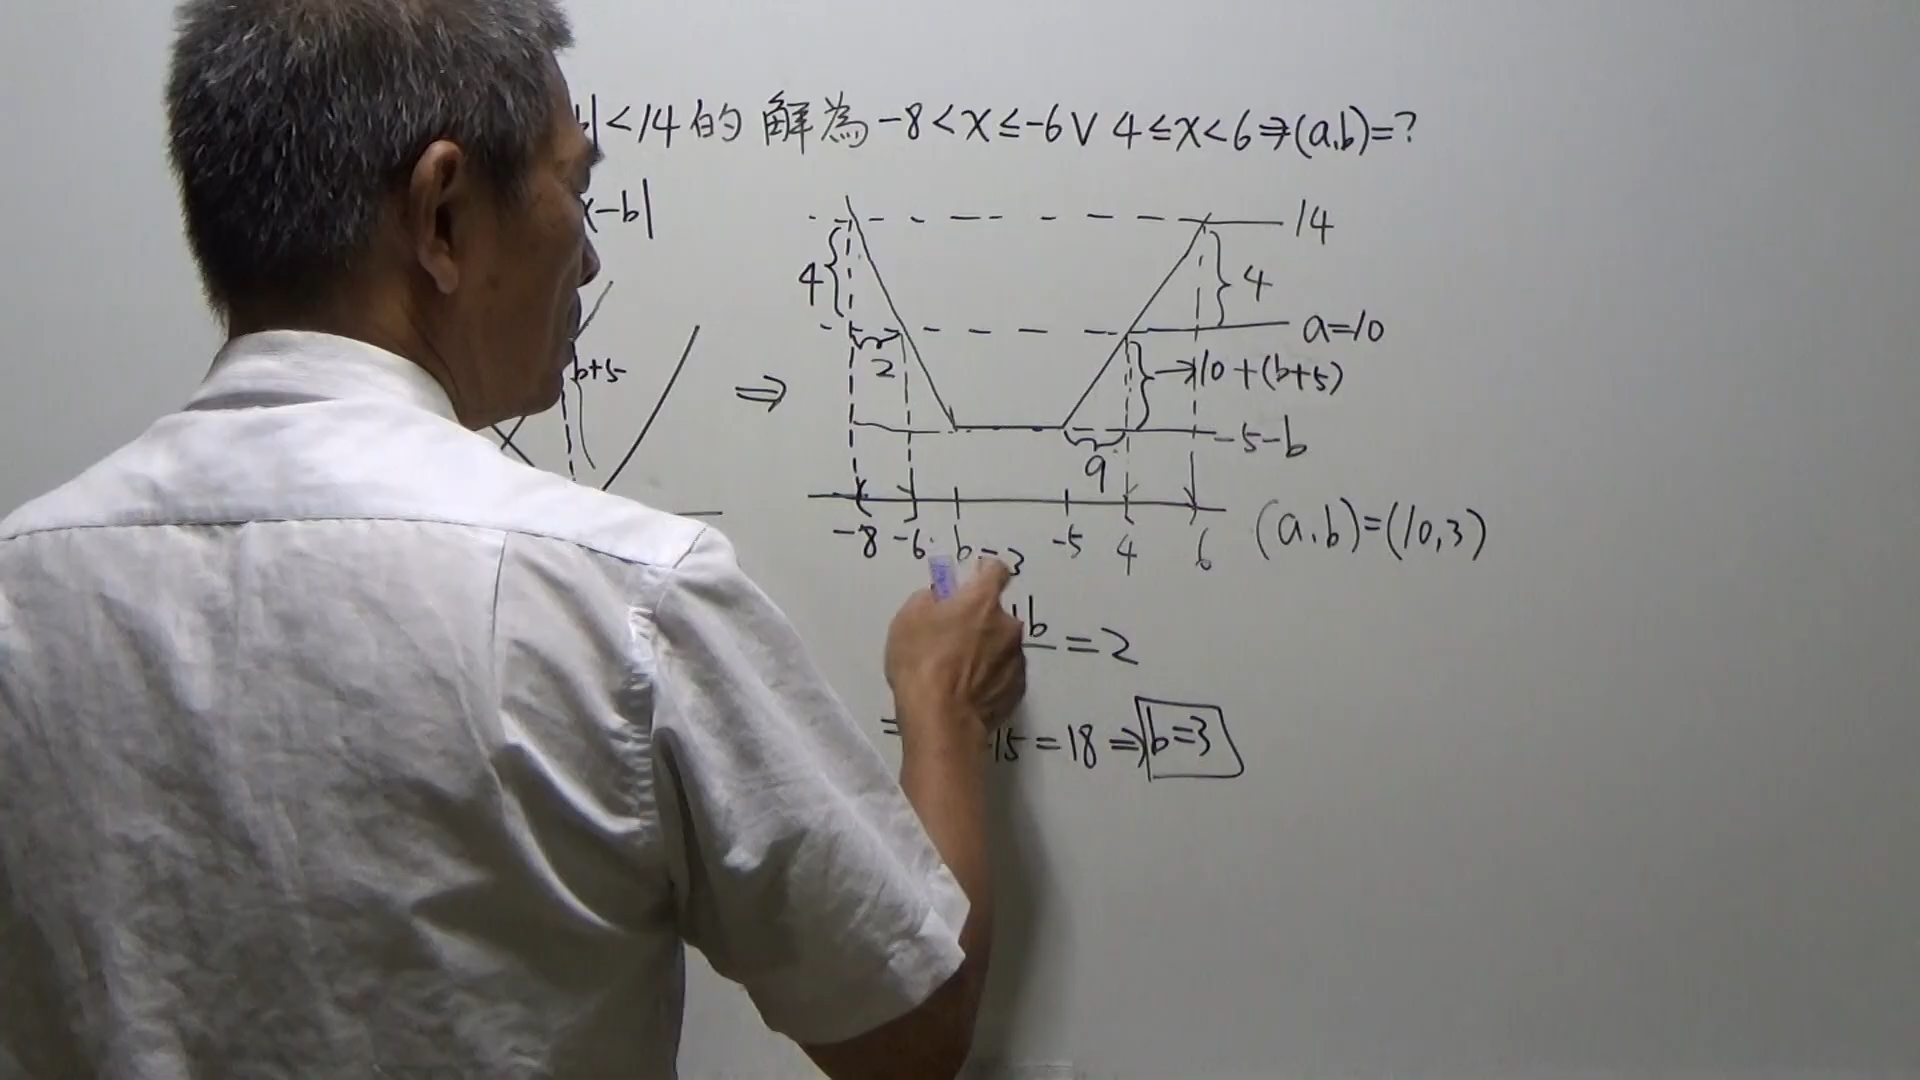 |<14的解為-8<x≤-6∨4≤x<6⇒(a,b)=?
x-b|
14
4
4
a=10
2
→10+(b+5)
b+5
⇒
-5-b
9
-8 -6 b=3 -5 4 6
(a,b)=(10,3)
+b
=2
=
15=18⇒b=3